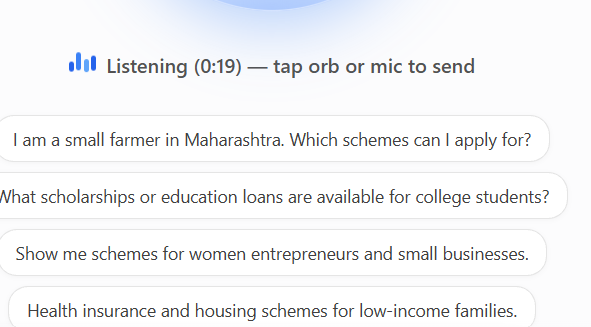 Listening (0:19) — tap orb or mic to send
I am a small farmer in Maharashtra. Which schemes can I apply for?
What scholarships or education loans are available for college students?
Show me schemes for women entrepreneurs and small businesses.
Health insurance and housing schemes for low-income families.